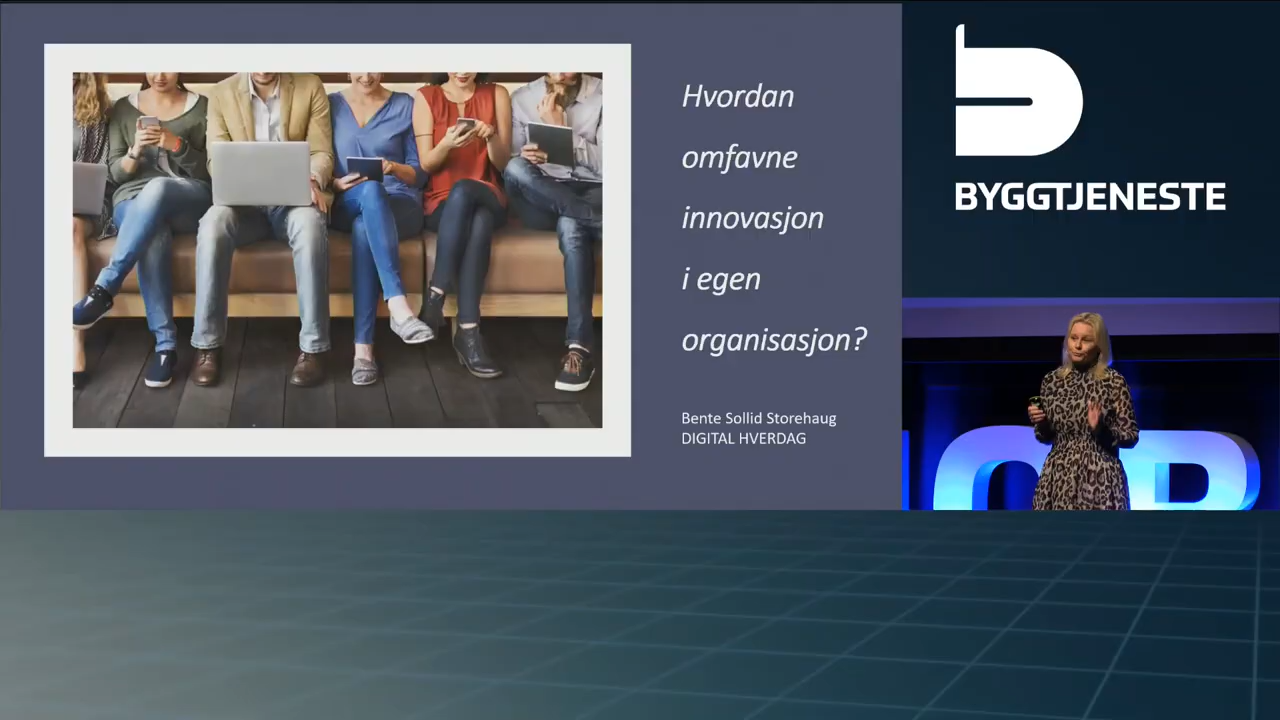 Hvordan
omfavne
innovasjon
i egen
organisasjon?
Bente Sollid Storehaug
DIGITAL HVERDAG
BYGGTJENESTE